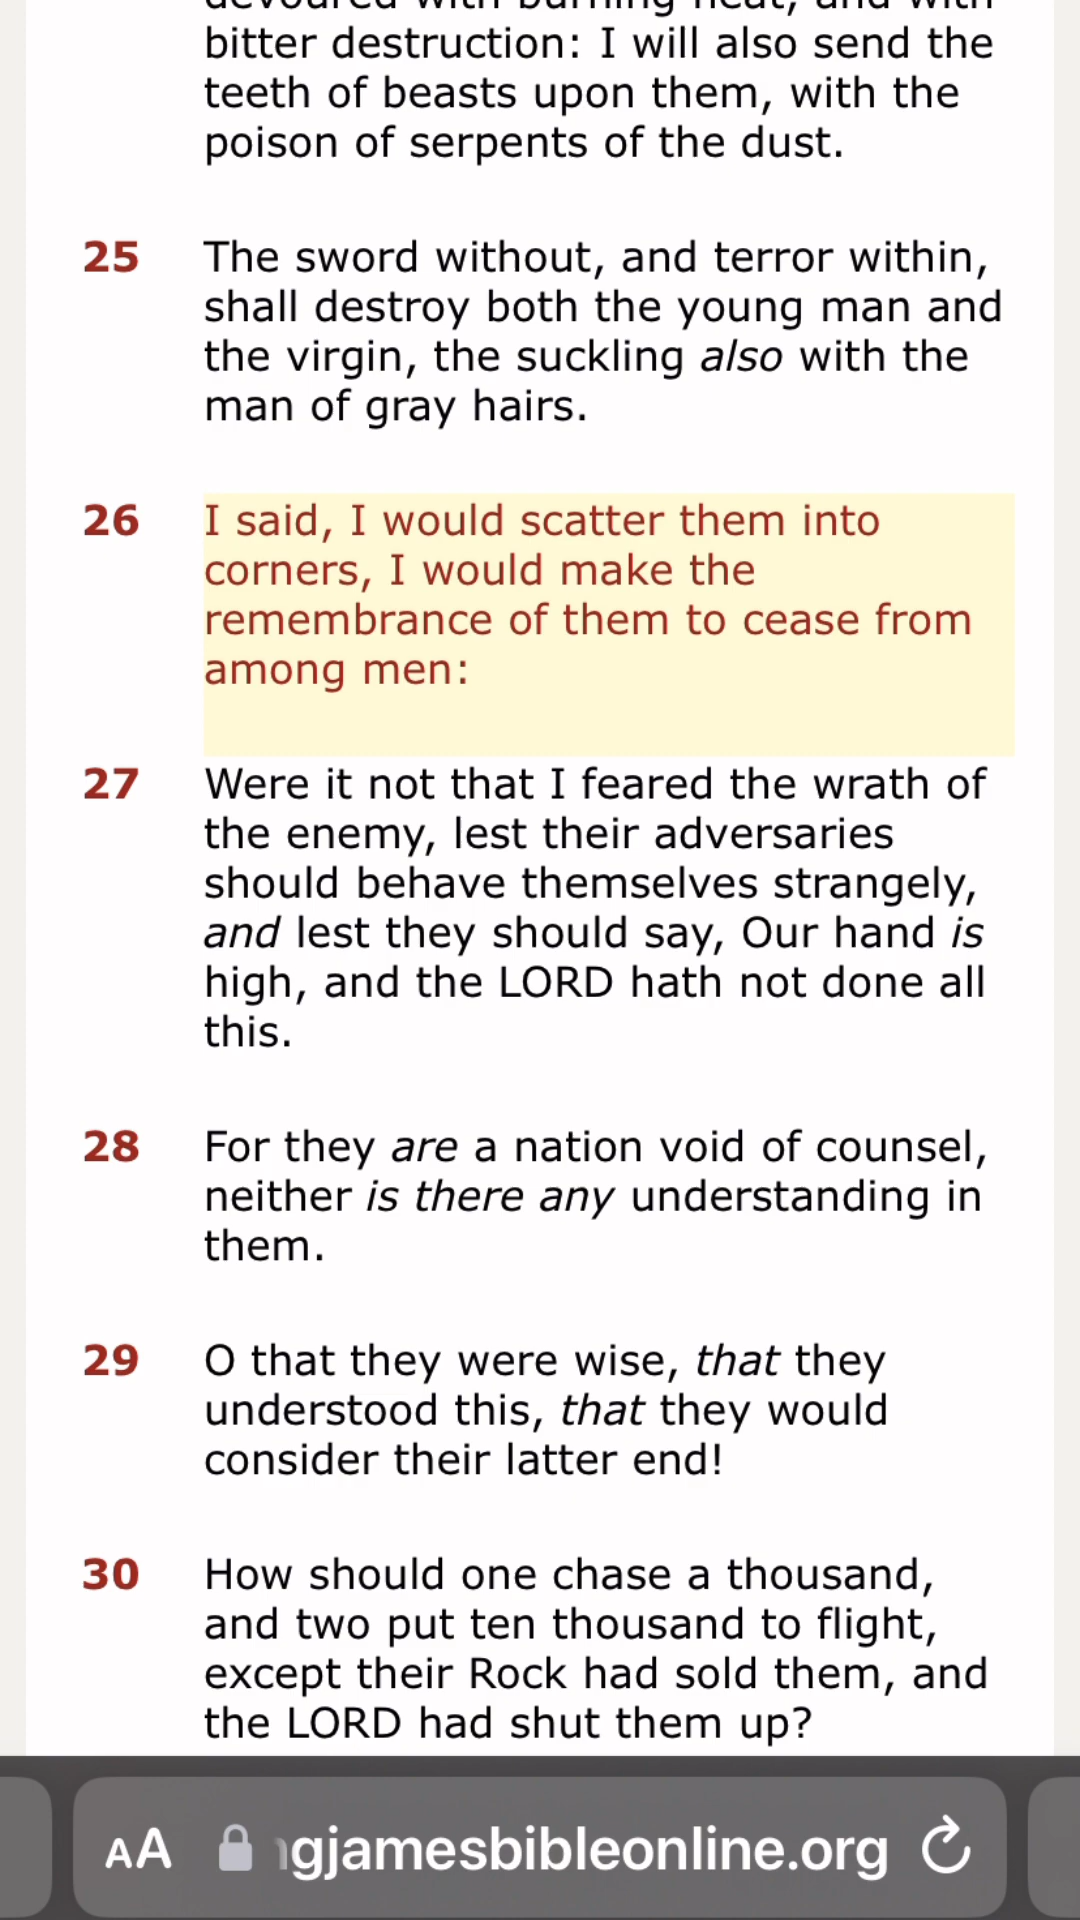 devoured with burning heat, and with
bitter destruction: I will also send the
teeth of beasts upon them, with the
poison of serpents of the dust.
25 The sword without, and terror within,
shall destroy both the young man and
the virgin, the suckling also with the
man of gray hairs.
26 I said, I would scatter them into
corners, I would make the
remembrance of them to cease from
among men:
27 Were it not that I feared the wrath of
the enemy, lest their adversaries
should behave themselves strangely,
and lest they should say, Our hand is
high, and the LORD hath not done all
this.
28 For they are a nation void of counsel,
neither is there any understanding in
them.
29 O that they were wise, that they
understood this, that they would
consider their latter end!
30 How should one chase a thousand,
and two put ten thousand to flight,
except their Rock had sold them, and
the LORD had shut them up?
AA ngjamesbibleonline.org